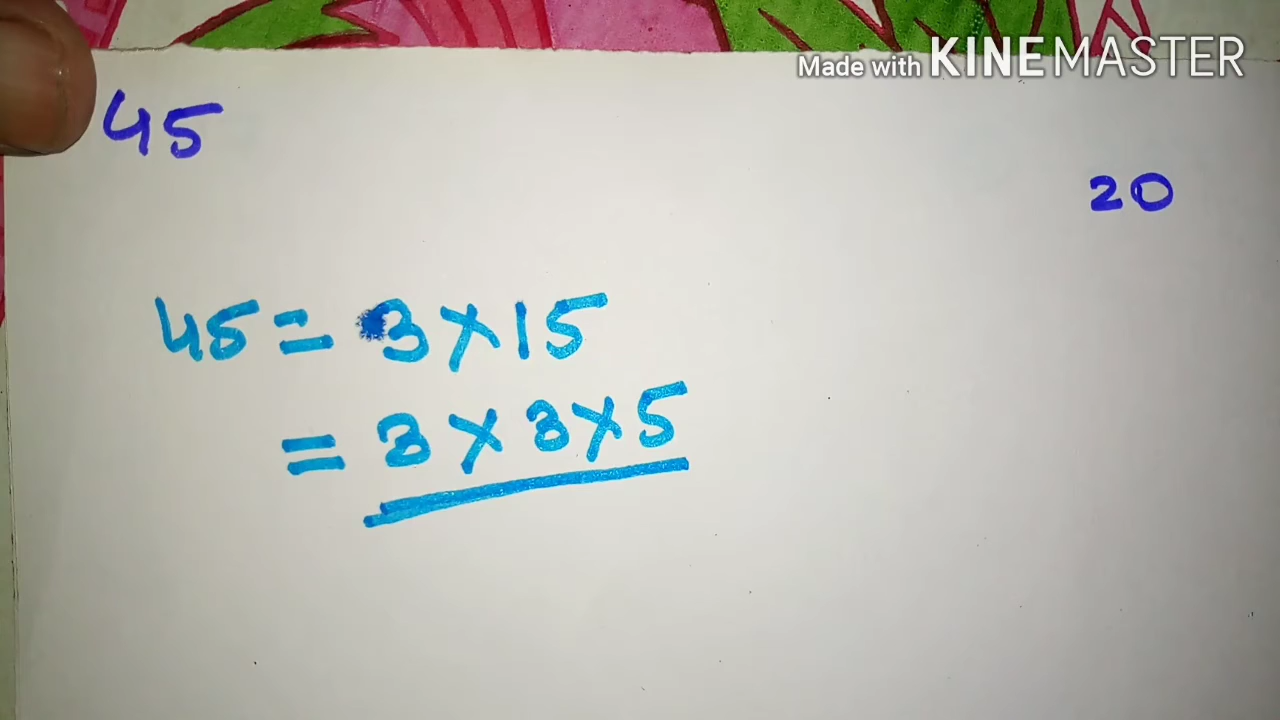 Made with KINEMASTER
45
20
45 = 3 × 15
= 3 × 3 × 5